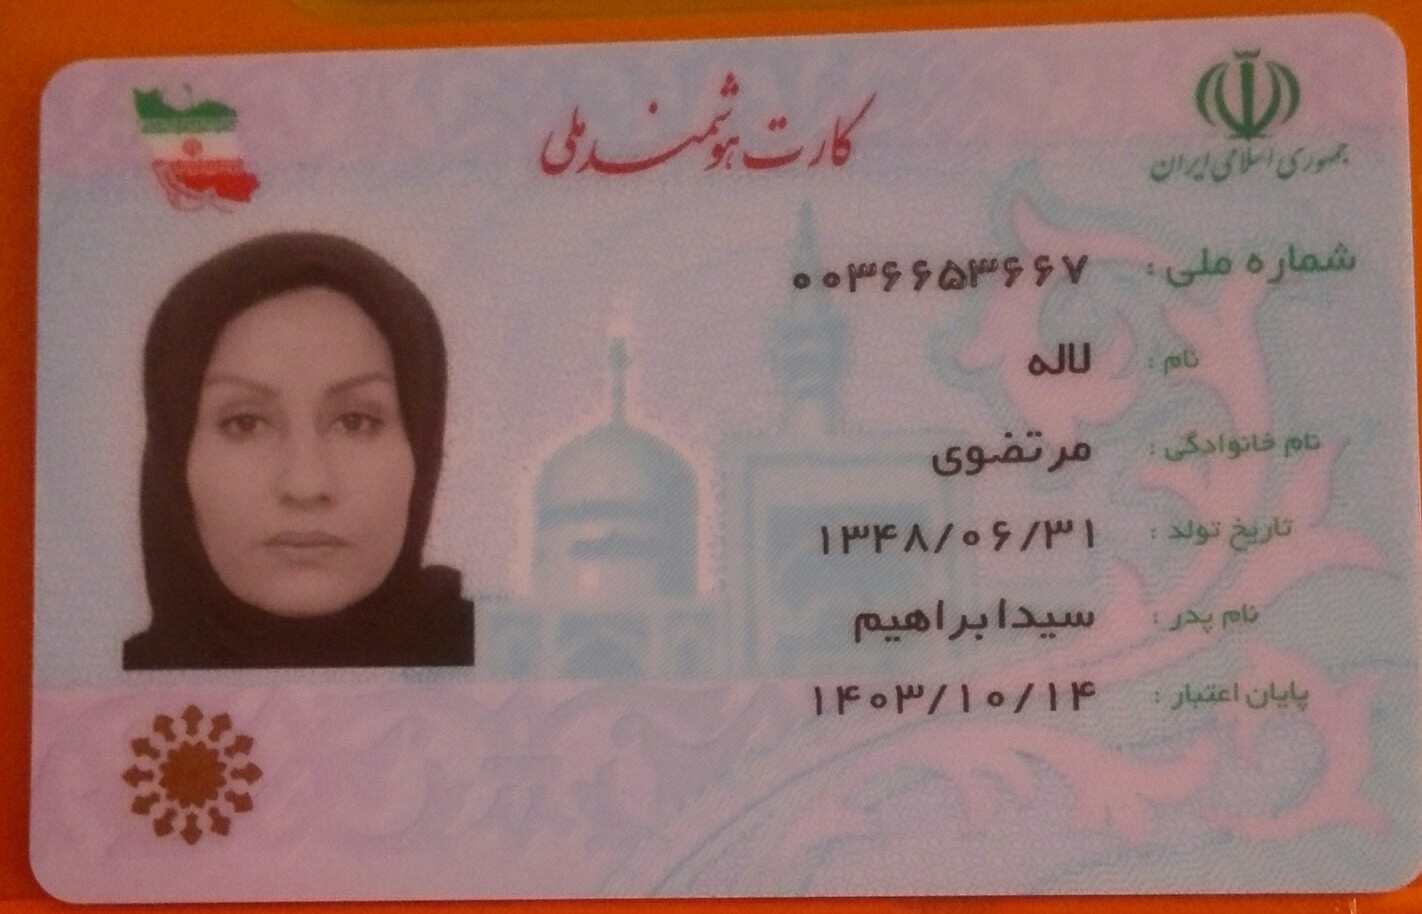 جمهوری اسلامی ایران
کارت هوشمند ملی
شماره ملی : ۰۰۳۶۶۵۳۶۶۷
نام : لاله
نام خانوادگی : مرتضوی
تاریخ تولد : ۱۳۴۸/۰۶/۳۱
نام پدر : سیدابراهیم
پایان اعتبار : ۱۴۰۳/۱۰/۱۴